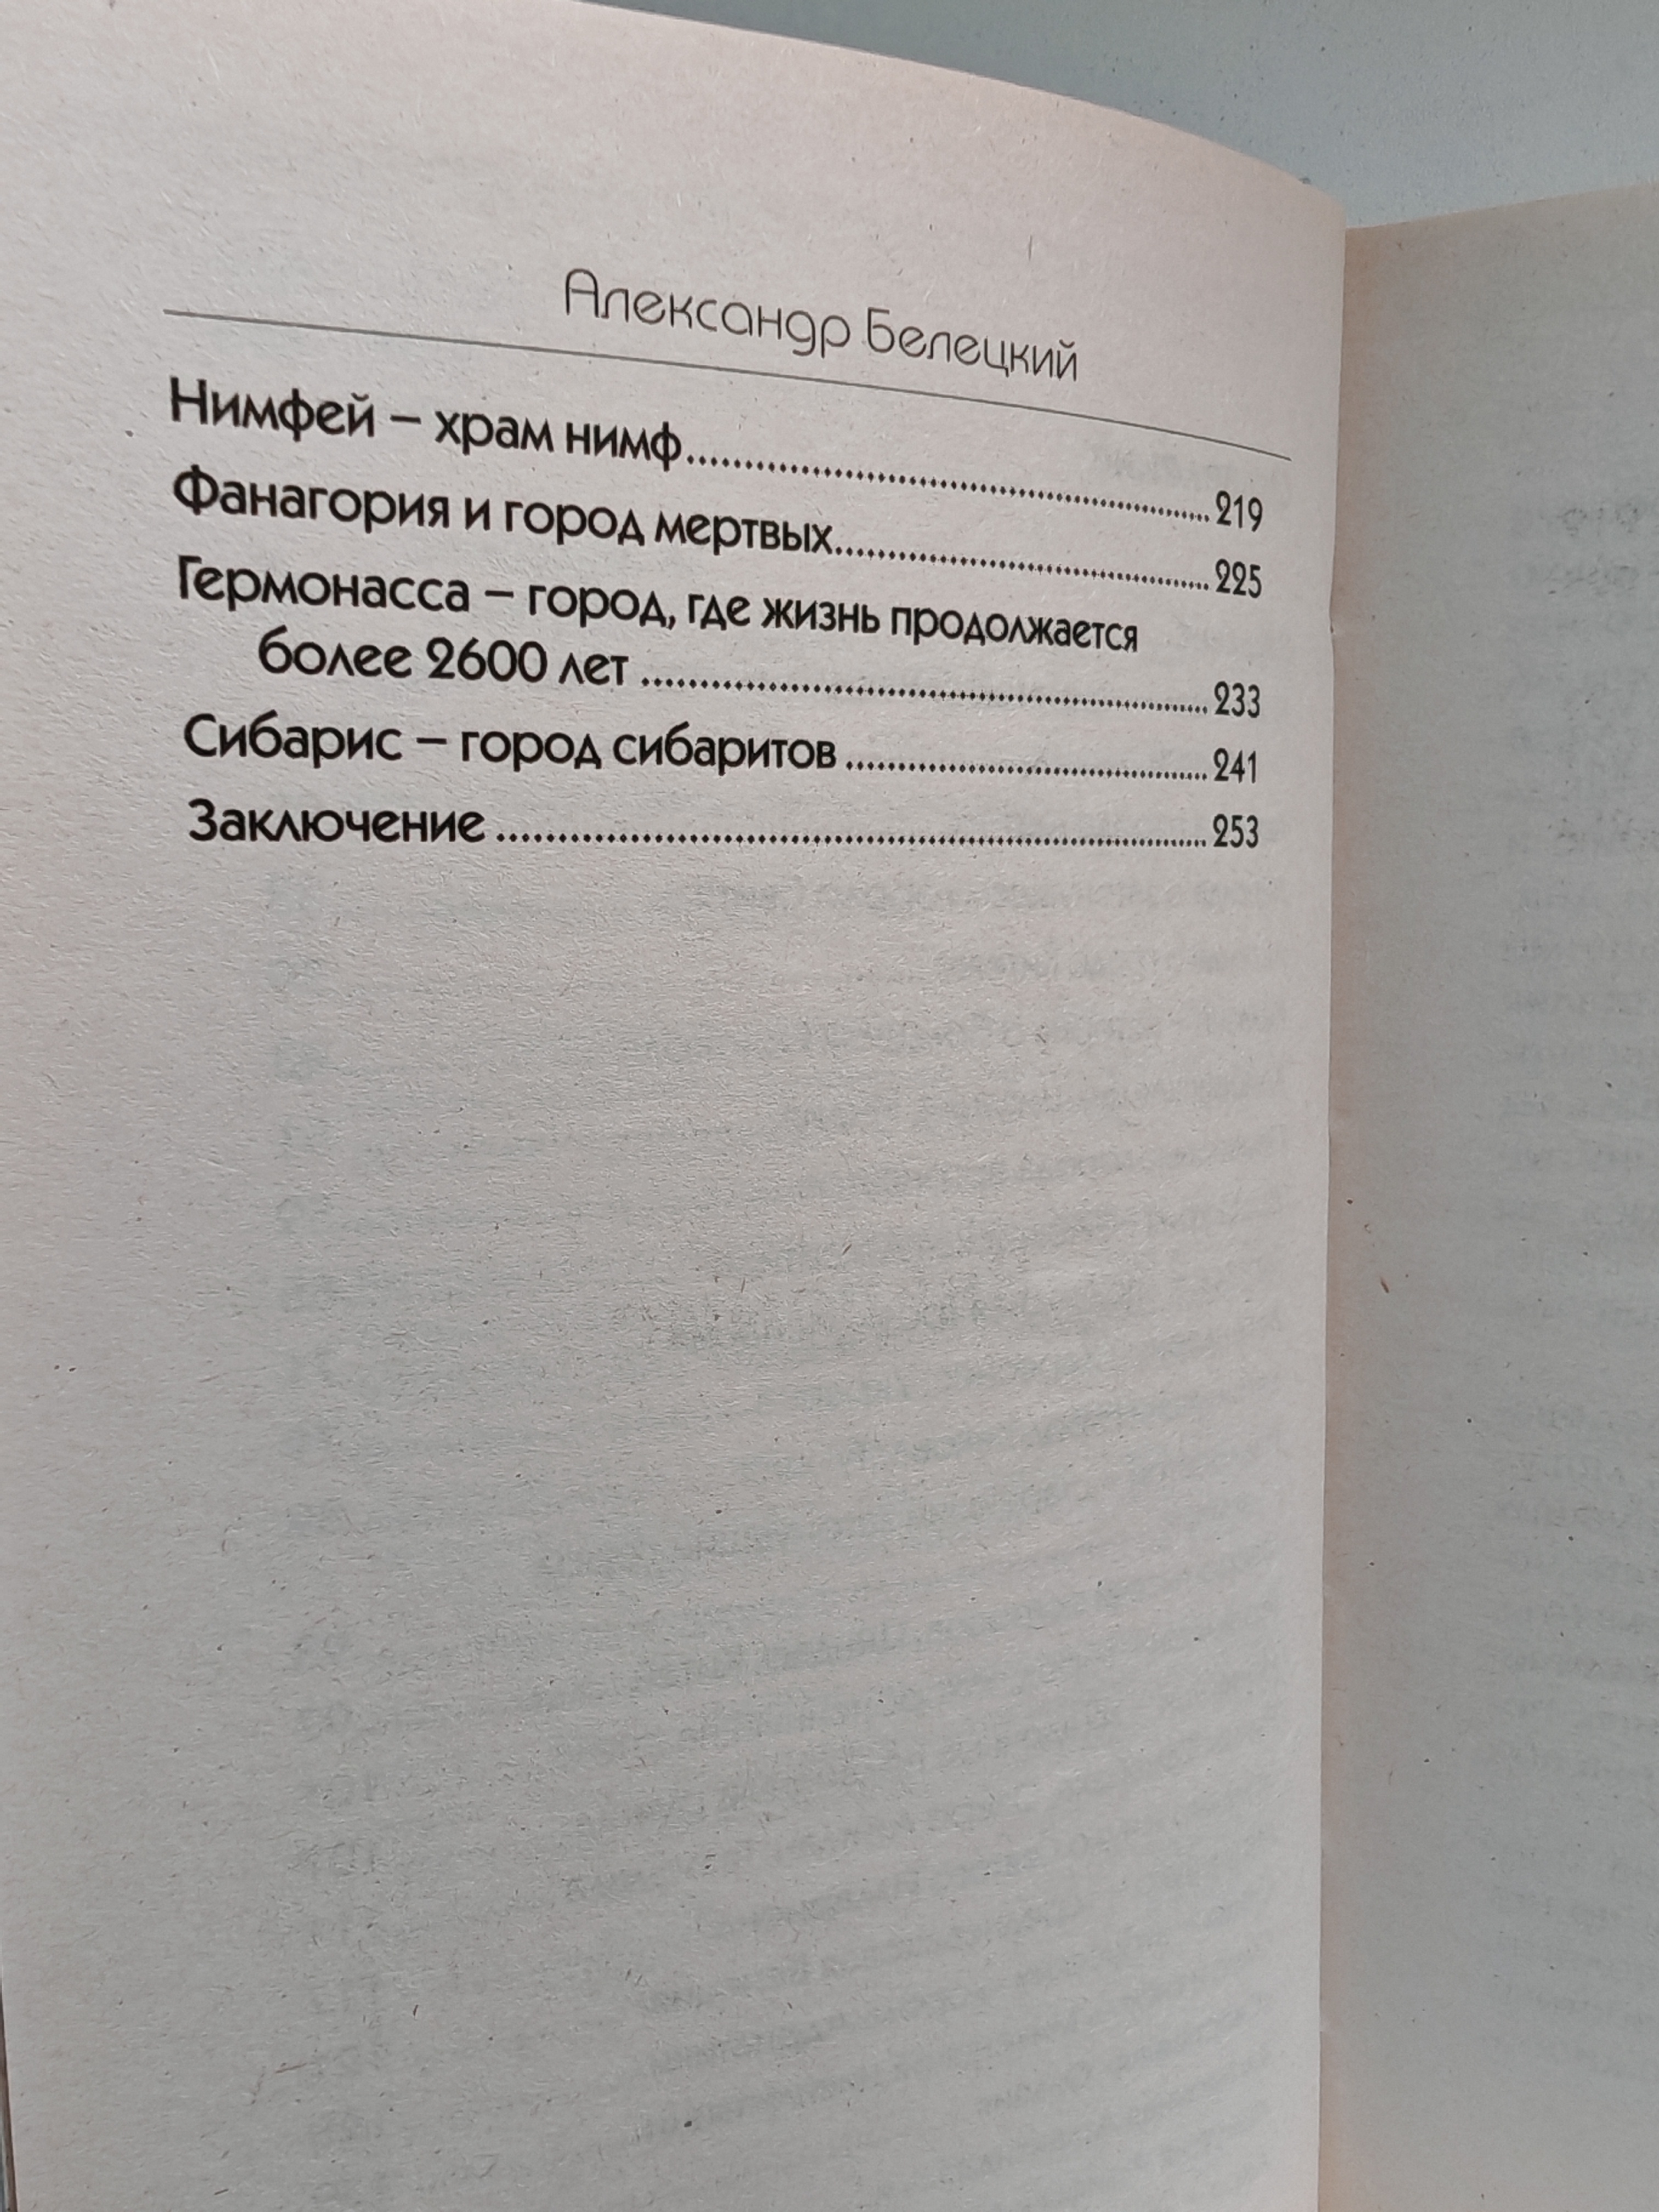 Александр Белецкий
Нимфей – храм нимф........................................219
Фанагория и город мертвых..............................225
Гермонасса – город, где жизнь продолжается
более 2600 лет ..............................................233
Сибарис – город сибаритов ..............................241
Заключение ....................................................253